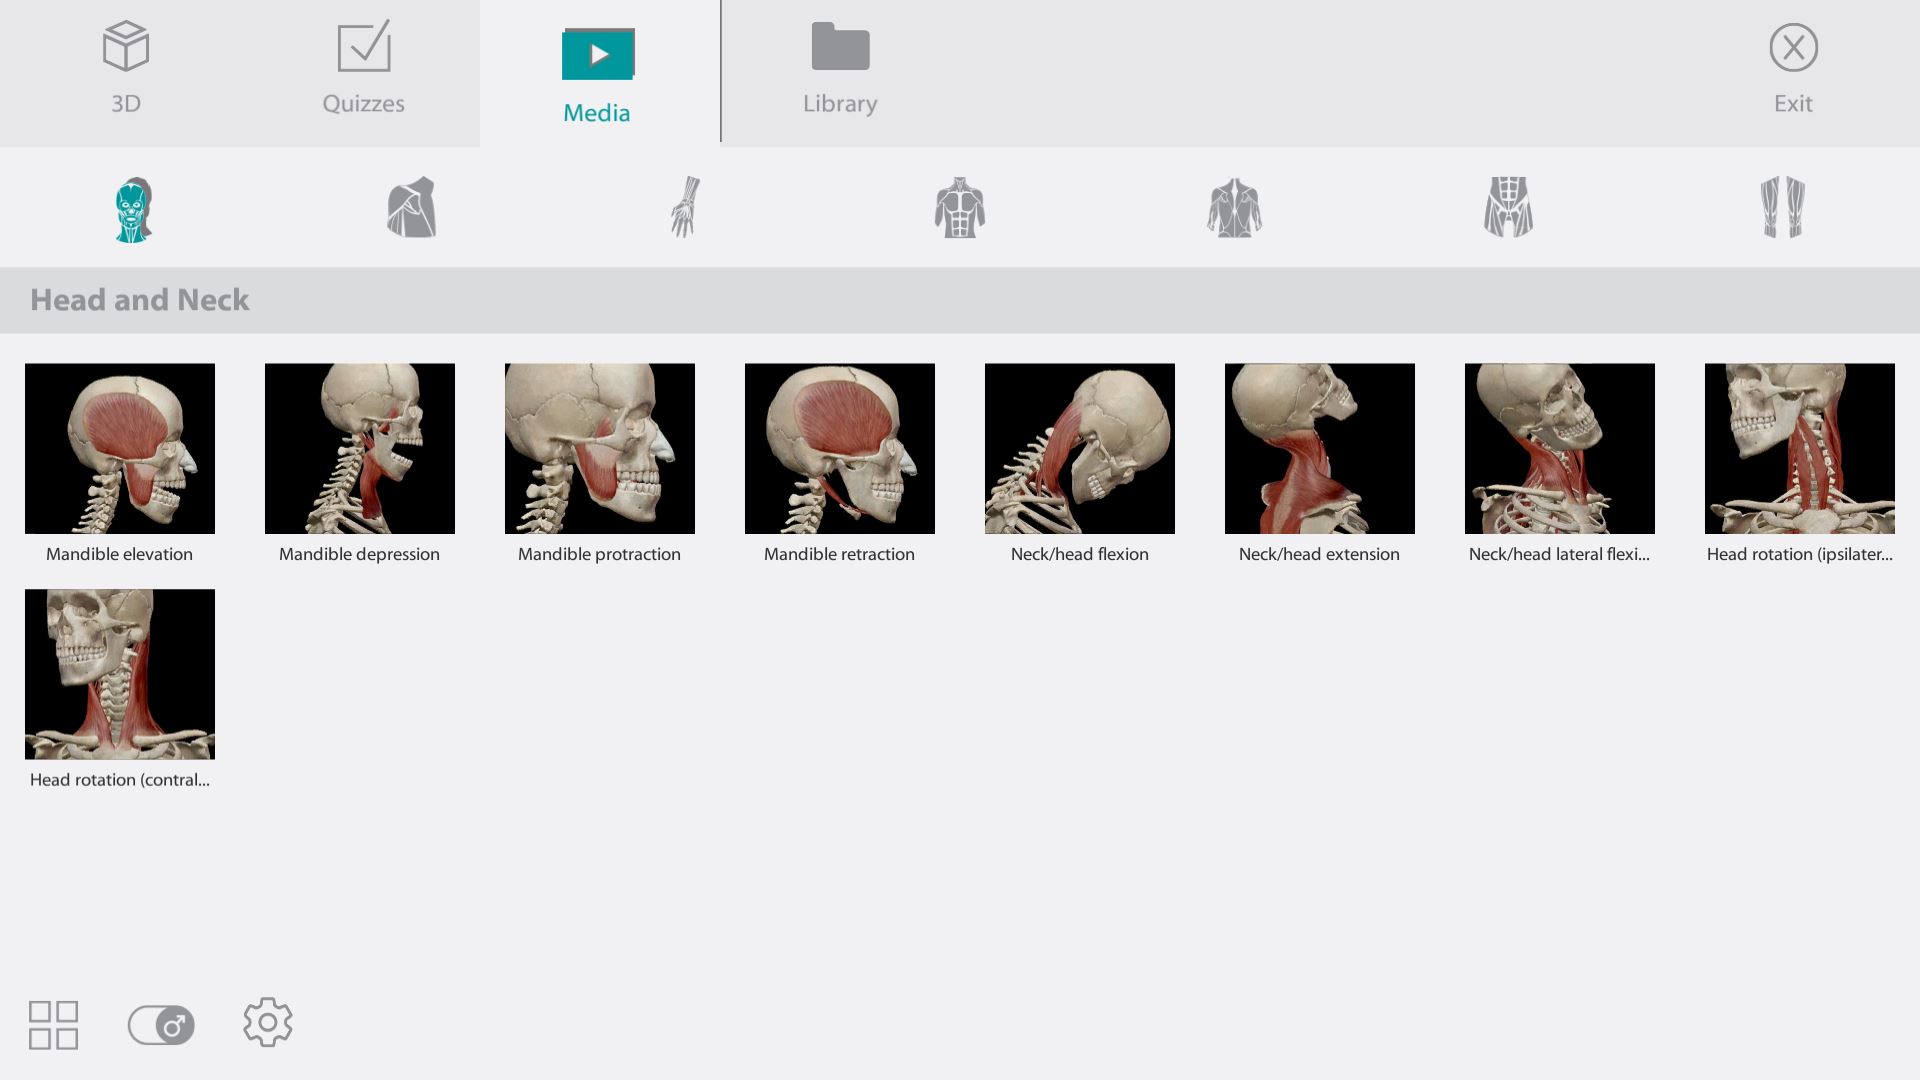 3D
Quizzes
Media
Library
Exit
Head and Neck
Mandible elevation
Mandible depression
Mandible protraction
Mandible retraction
Neck/head flexion
Neck/head extension
Neck/head lateral flexi...
Head rotation (ipsilater...
Head rotation (contral...